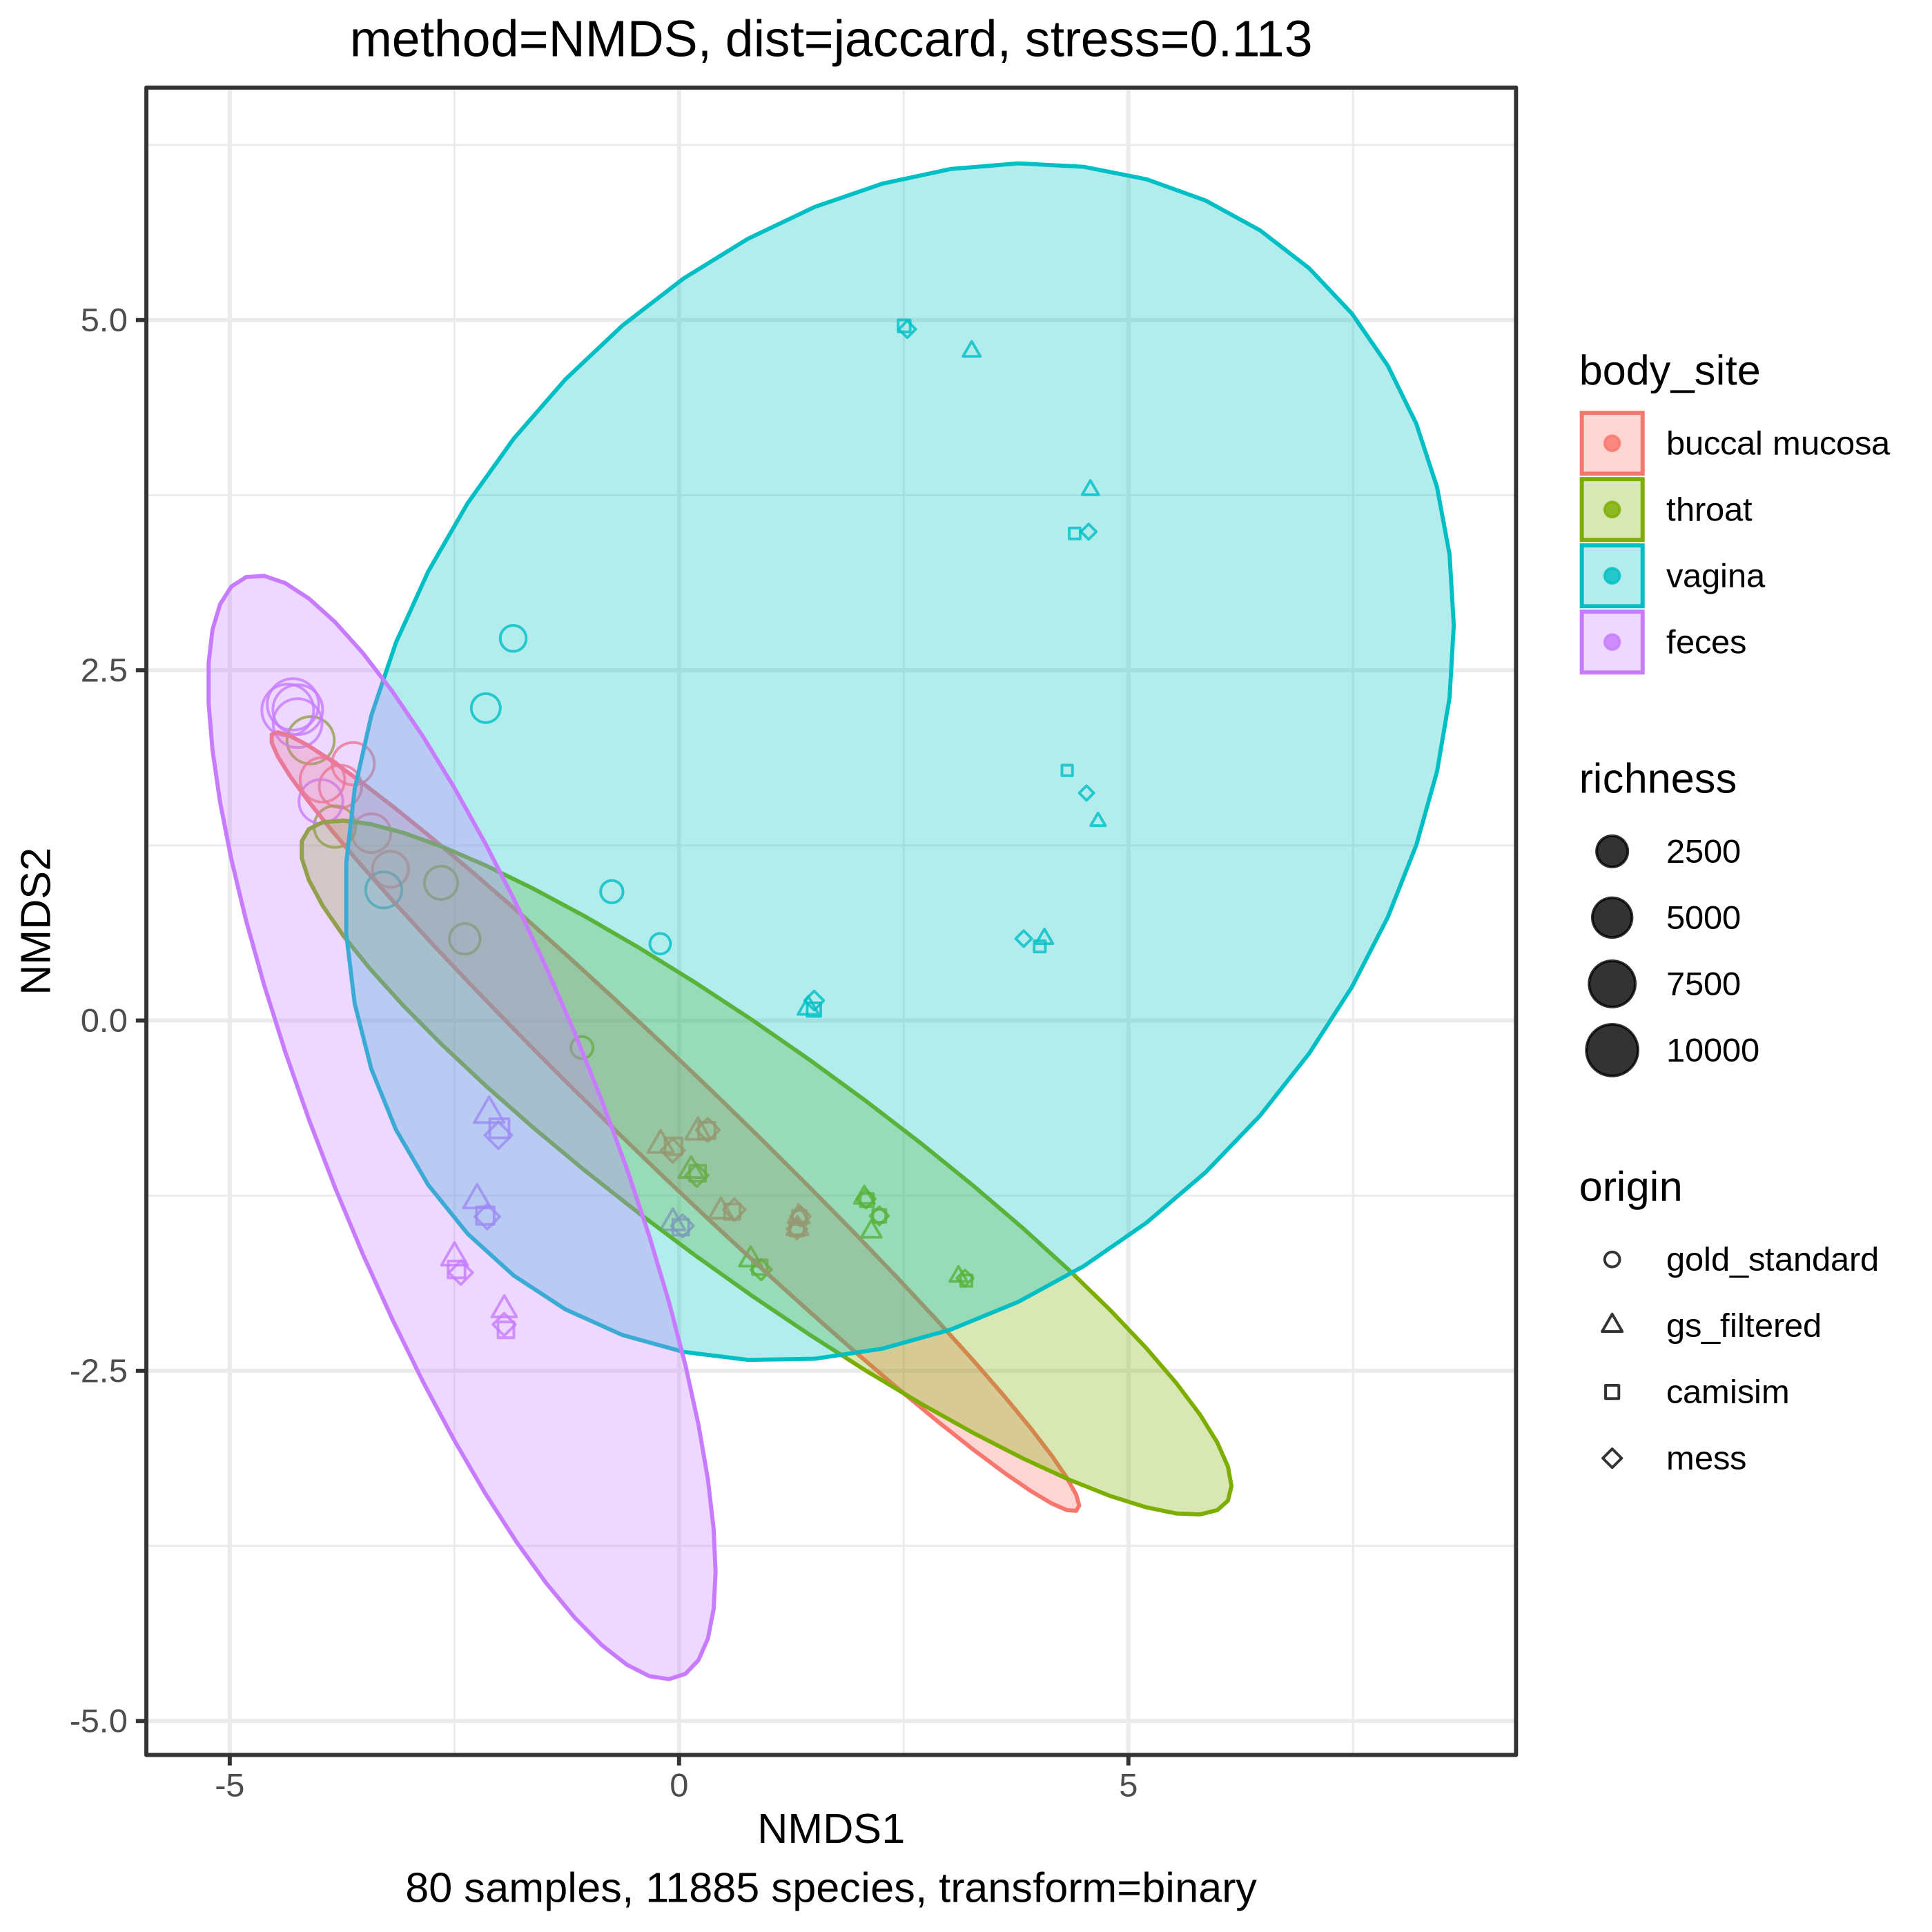 method=NMDS, dist=jaccard, stress=0.113
NMDS2
5.0
2.5
0.0
-2.5
-5.0
-5
0
5
NMDS1
80 samples, 11885 species, transform=binary
body_site
buccal mucosa
throat
vagina
feces
richness
2500
5000
7500
10000
origin
gold_standard
gs_filtered
camisim
mess